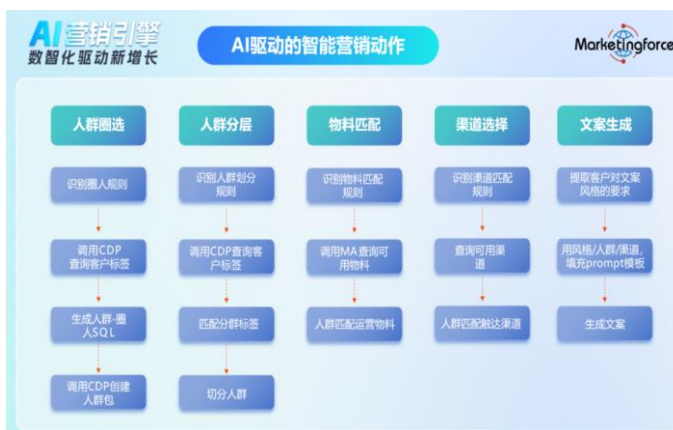 AI营销引擎
数智化驱动新增长
AI驱动的智能营销动作
Marketingforce
人群圈选
人群分层
物料匹配
渠道选择
文案生成
识别圈人规则
识别人群划分
规则
识别物料匹配
规则
识别渠道匹配
规则
提取客户对文案
风格的要求
调用CDP
查询客户标签
调用CDP查询客
户标签
调用MA查询可
用物料
查询可用渠
道
用风格/人群/渠道,
填充prompt模板
生成人群-圈
人SQL
匹配分群标签
人群匹配运营物料
人群匹配触达渠道
生成文案
调用CDP创建
人群包
切分人群